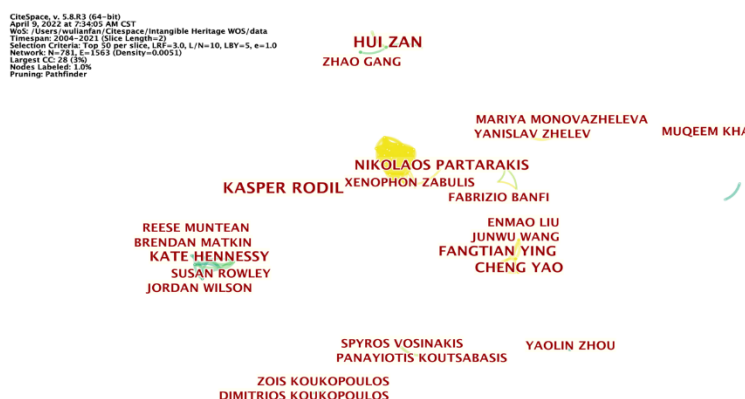 CiteSpace, v. 5.8.R3 (64-bit)
April 9, 2022 at 7:34:05 AM CST
WoS: /Users/wulianfan/Citespace/Intangible Heritage WOS/data
Timespan: 2004-2021 (Slice Length=2)
Selection Criteria: Top 50 per slice, LRF=3.0, L/N=10, LBY=5, e=1.0
Network: N=781, E=1563 (Density=0.0051)
Largest CC: 28 (3%)
Nodes Labeled: 1.0%
Pruning: Pathfinder
HUI ZAN
ZHAO GANG
MARIYA MONOVAZHELEVA
YANISLAV ZHELEV
MUQEEM KHA
NIKOLAOS PARTARAKIS
XENOPHON ZABULIS
KASPER RODIL
FABRIZIO BANFI
REESE MUNTEAN
BRENDAN MATKIN
KATE HENNESSY
SUSAN ROWLEY
JORDAN WILSON
ENMAO LIU
JUNWU WANG
FANGTIAN YING
CHENG YAO
SPYROS VOSINAKIS
PANAYIOTIS KOUTSABASIS
YAOLIN ZHOU
ZOIS KOUKOPOULOS
DIMITRIOS KOUKOPOULOS